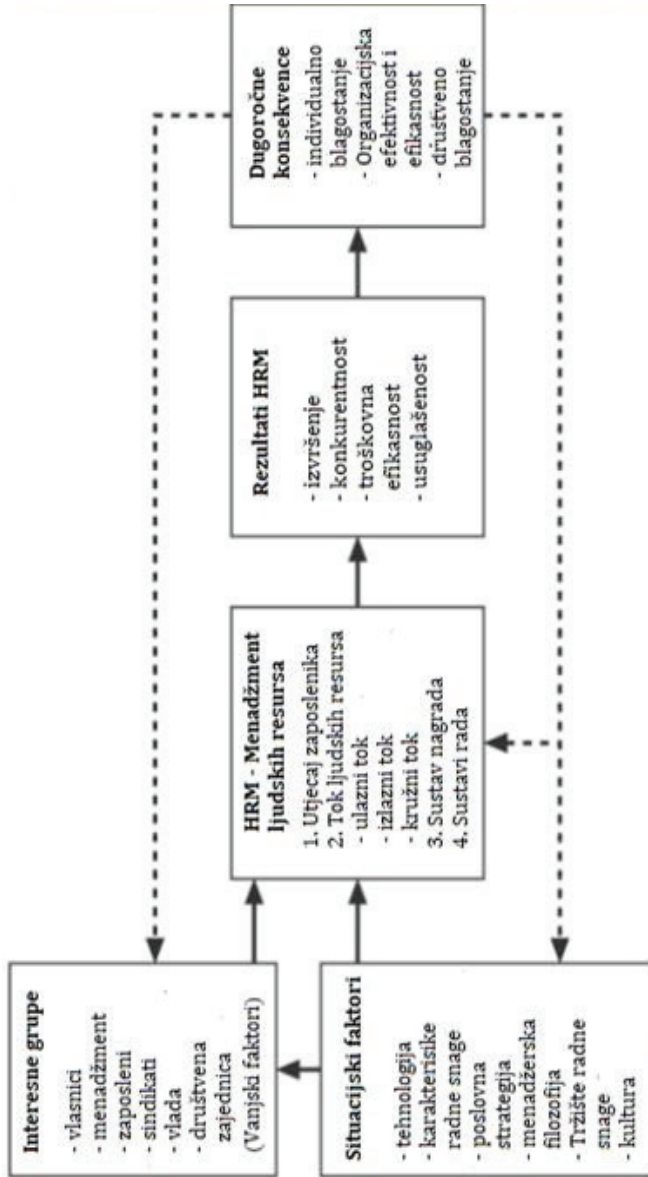 Interesne grupe
- vlasnici
- menadžment
- zaposleni
- sindikati
- vlada
- društvena
zajednica
(Vanjski faktori)
Situacijski faktori
- tehnologija
- karakterisike
radne snage
- poslovna
strategija
- menadžerska
filozofija
- Tržište radne
snage
- kultura
HRM - Menadžment
ljudskih resursa
1. Utjecaj zaposlenika
2. Tok ljudskih resursa
- ulazni tok
- izlazni tok
- kružni tok
3. Sustav nagrada
4. Sustavi rada
Rezultati HRM
- izvršenje
- konkurentnost
- troškovna
efikasnost
- usuglašenost
Dugoročne
konsekvence
- individualno
blagostanje
- Organizacijska
efektivnost i
efikasnost
- društveno
blagostanje